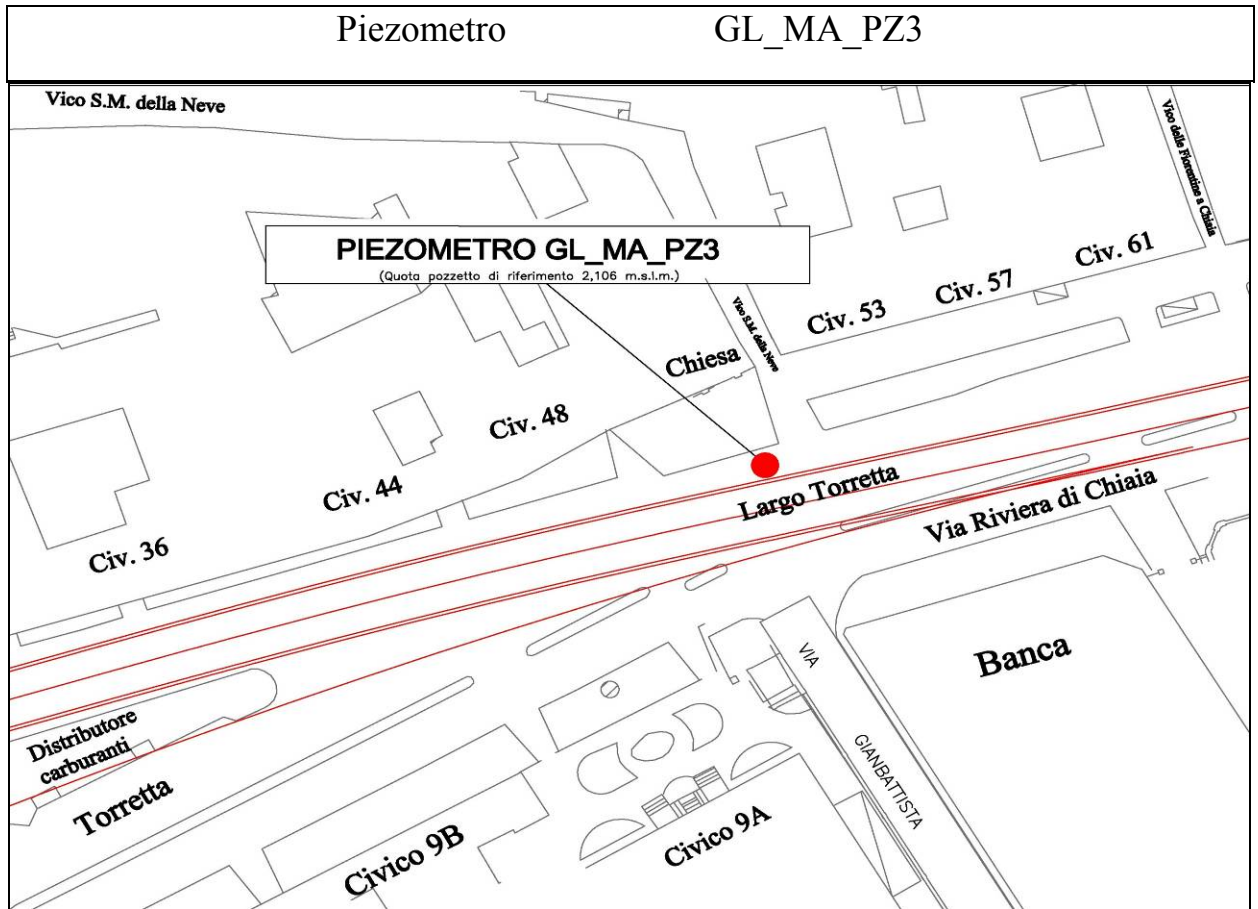 Piezometro GL_MA_PZ3
Vico S.M. della Neve
Vico delle Fiorentine a Chiaia
PIEZOMETRO GL_MA_PZ3
(Quota pozzetto di riferimento 2,106 m.s.l.m.)
Civ. 61
Civ. 57
Civ. 53
Vico S.M. della Neve
Chiesa
Civ. 48
Civ. 44
Civ. 36
Largo Torretta
Via Riviera di Chiaia
Banca
VIA
GIANBATTISTA
Distributore
carburanti
Torretta
Civico 9B
Civico 9A